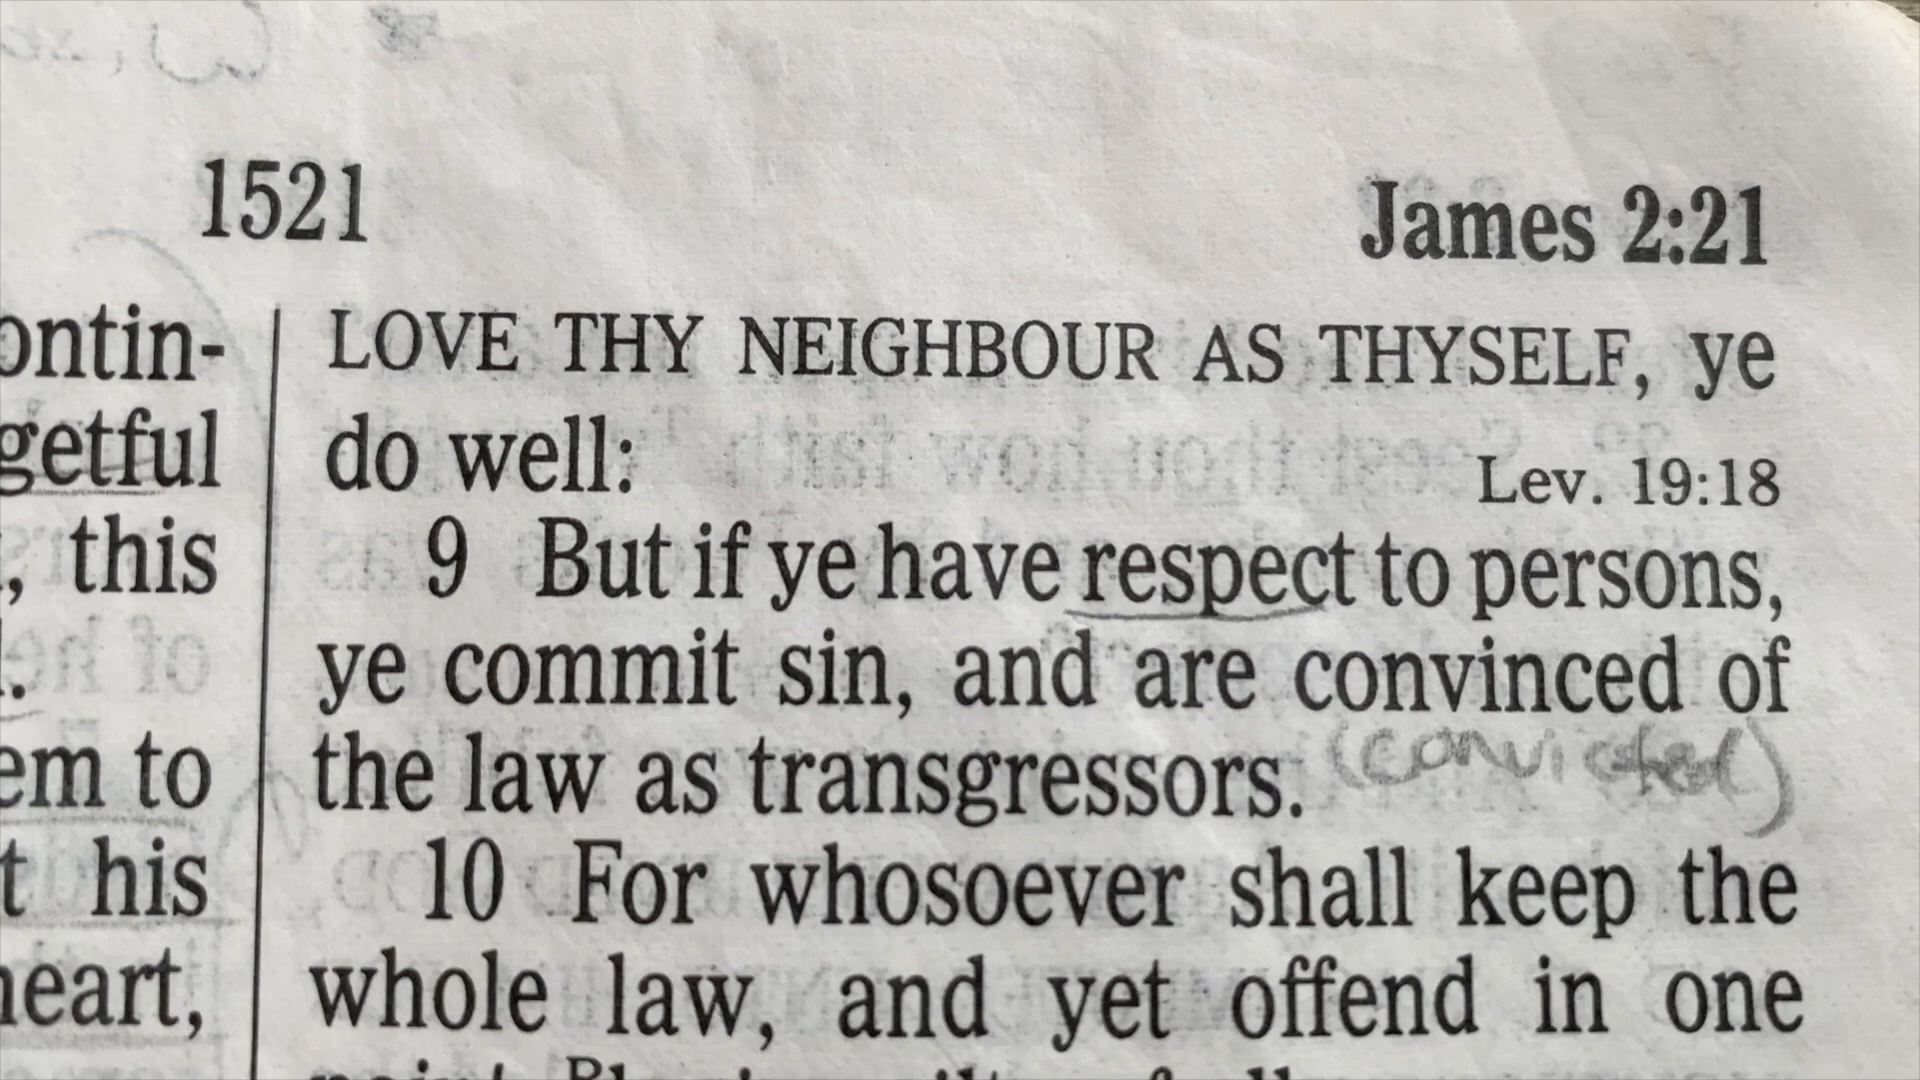 1521
James 2:21
ontin-
getful
, this
em to
t his
heart,
LOVE THY NEIGHBOUR AS THYSELF, ye
do well:
Lev. 19:18
9 But if ye have respect to persons,
ye commit sin, and are convinced of
the law as transgressors. (convicted)
10 For whosoever shall keep the
whole law, and yet offend in one